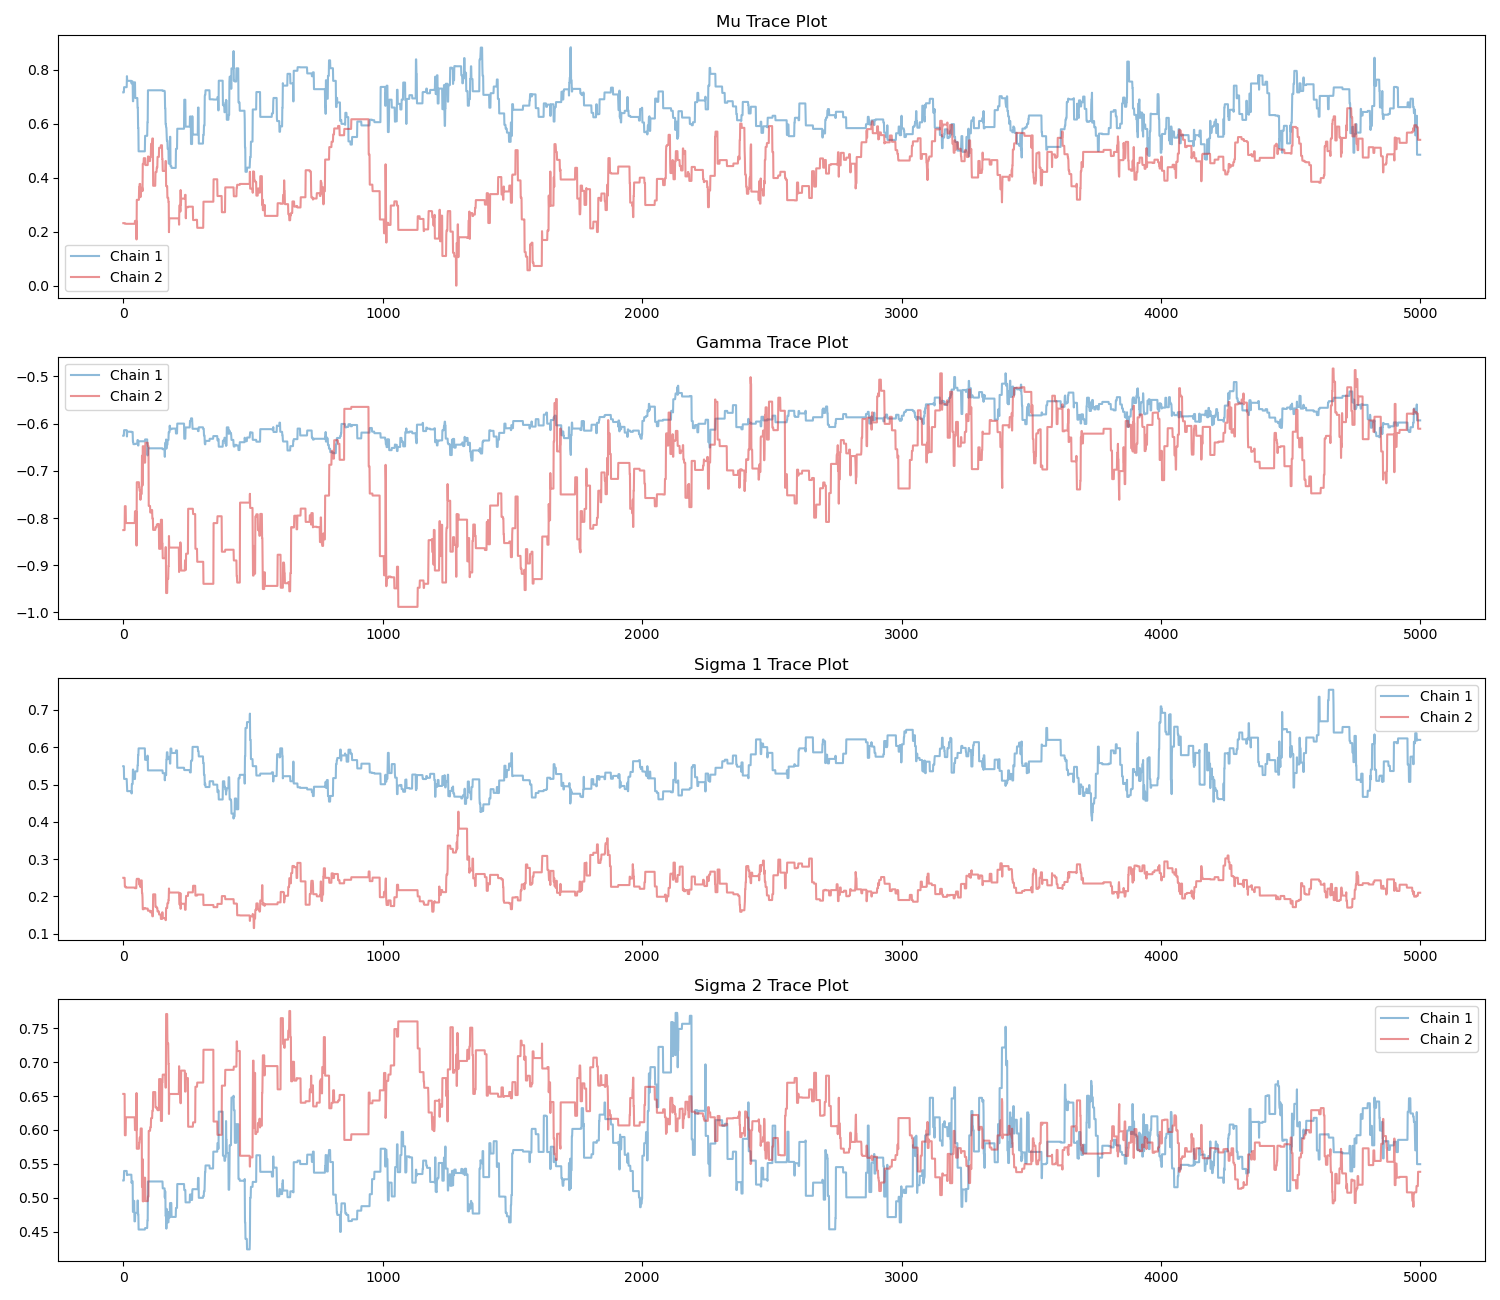 Mu Trace Plot
0.8
0.6
0.4
0.2
0.0
Chain 1
Chain 2
0 1000 2000 3000 4000 5000
Gamma Trace Plot
Chain 1
Chain 2
−0.5
−0.6
−0.7
−0.8
−0.9
−1.0
0 1000 2000 3000 4000 5000
Sigma 1 Trace Plot
Chain 1
Chain 2
0.7
0.6
0.5
0.4
0.3
0.2
0.1
0 1000 2000 3000 4000 5000
Sigma 2 Trace Plot
Chain 1
Chain 2
0.75
0.70
0.65
0.60
0.55
0.50
0.45
0 1000 2000 3000 4000 5000